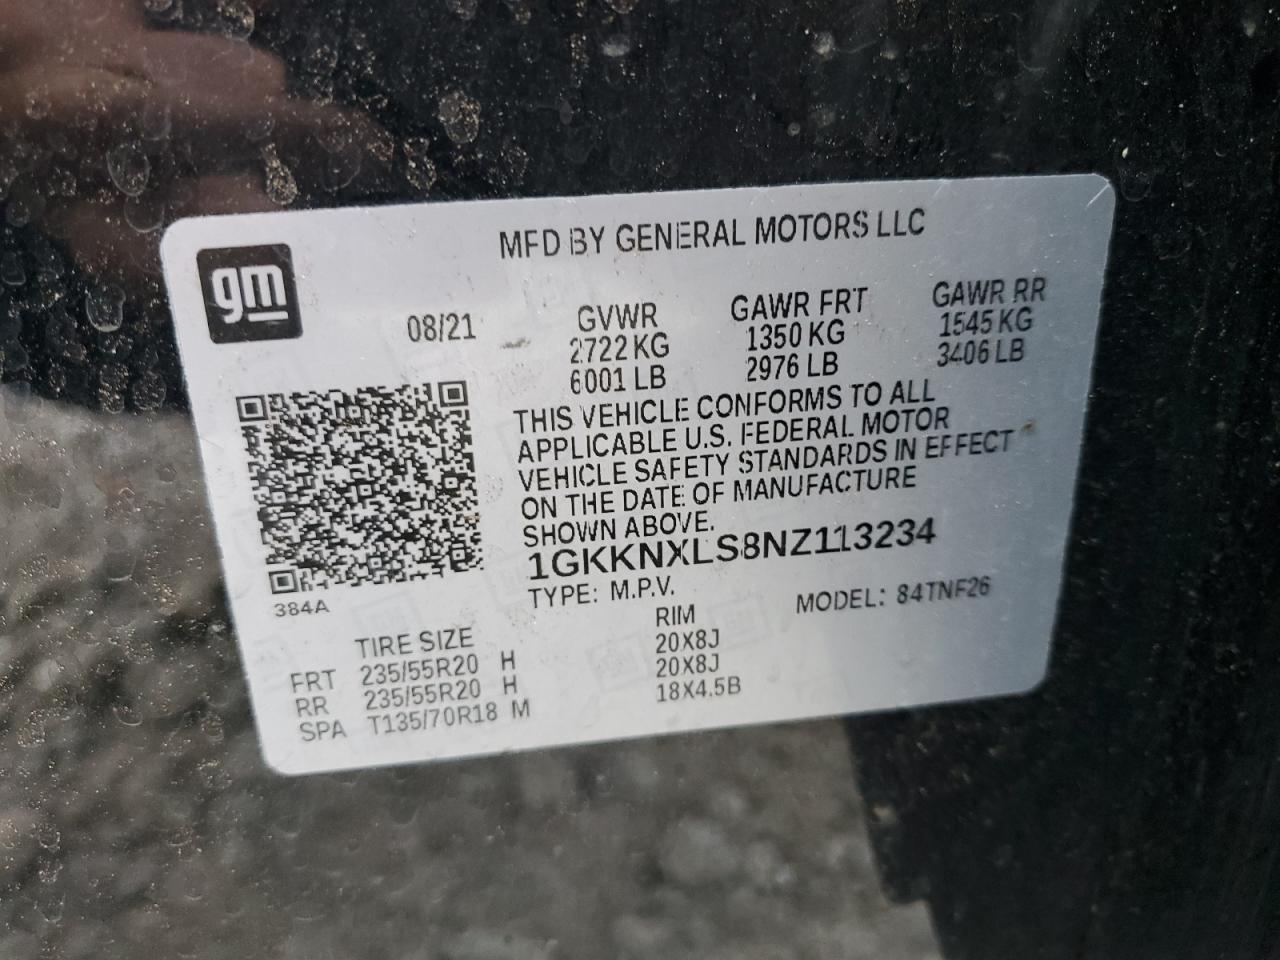 gm
MFD BY GENERAL MOTORS LLC
08/21
GVWR GAWR FRT GAWR RR
2722 KG 1350 KG 1545 KG
6001 LB 2976 LB 3406 LB
THIS VEHICLE CONFORMS TO ALL
APPLICABLE U.S. FEDERAL MOTOR
VEHICLE SAFETY STANDARDS IN EFFECT
ON THE DATE OF MANUFACTURE
SHOWN ABOVE.
1GKKNXLS8NZ113234
TYPE: M.P.V. MODEL: 84TNF26
384A
TIRE SIZE RIM
FRT 235/55R20 H 20X8J
RR 235/55R20 H 20X8J
SPA T135/70R18 M 18X4.5B